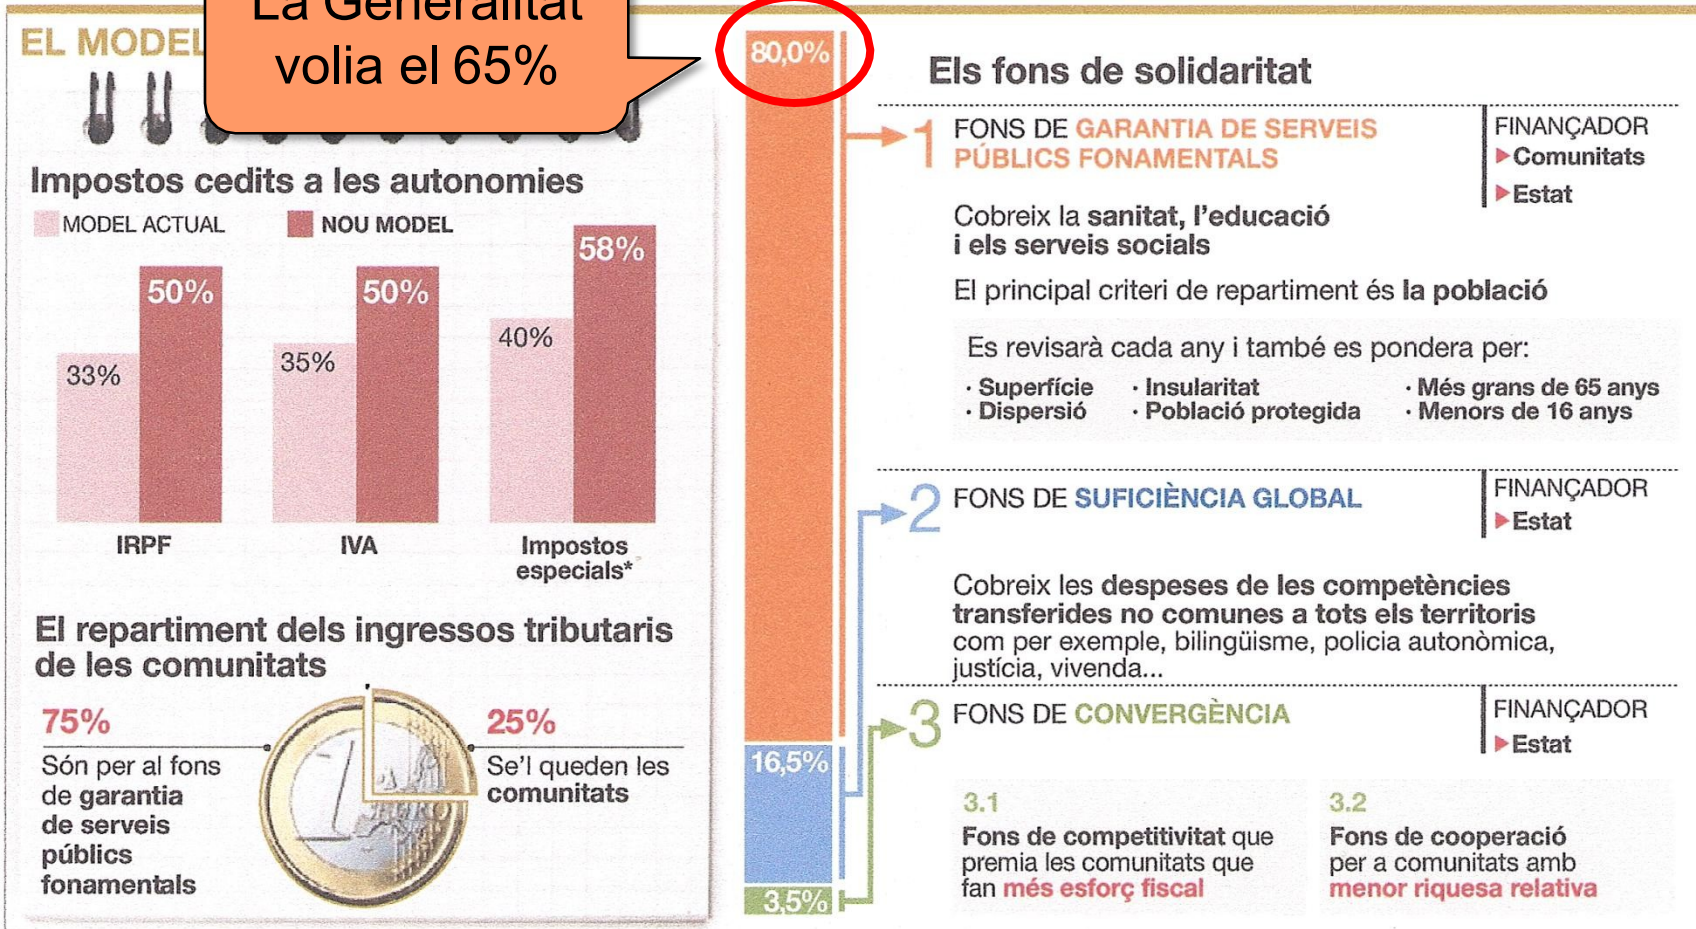 La Generalitat
volia el 65%
EL MODEL
Impostos cedits a les autonomies
MODEL ACTUAL
NOU MODEL
33%
50%
35%
50%
40%
58%
IRPF
IVA
Impostos
especials*
El repartiment dels ingressos tributaris
de les comunitats
75%
Són per al fons
de garantia
de serveis
públics
fonamentals
25%
Se'l queden les
comunitats
1
EURO
80,0%
16,5%
3,5%
Els fons de solidaritat
1
FONS DE GARANTIA DE SERVEIS
PÚBLICS FONAMENTALS
FINANÇADOR
Comunitats
Estat
Cobreix la sanitat, l'educació
i els serveis socials
El principal criteri de repartiment és la població
Es revisarà cada any i també es pondera per:
· Superfície
· Dispersió
· Insularitat
· Població protegida
· Més grans de 65 anys
· Menors de 16 anys
2
FONS DE SUFICIÈNCIA GLOBAL
FINANÇADOR
Estat
Cobreix les despeses de les competències
transferides no comunes a tots els territoris
com per exemple, bilingüisme, policia autonòmica,
justícia, vivenda...
3
FONS DE CONVERGÈNCIA
FINANÇADOR
Estat
3.1
Fons de competitivitat que
premia les comunitats que
fan més esforç fiscal
3.2
Fons de cooperació
per a comunitats amb
menor riquesa relativa